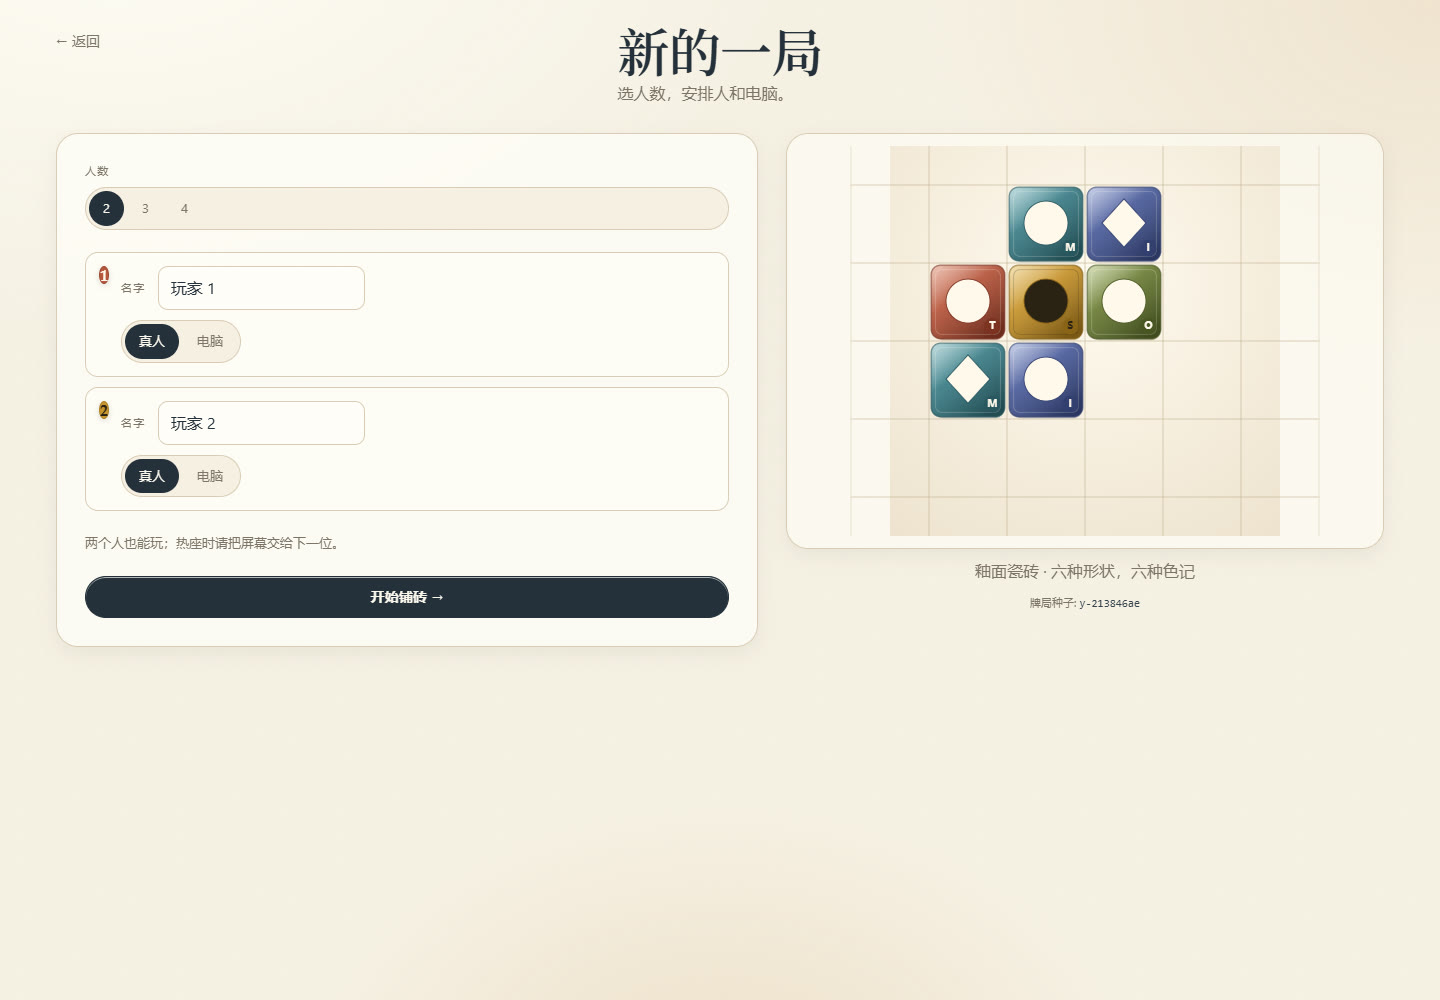 ← 返回
新的一局
选人数，安排人和电脑。
人数
2 3 4
1 名字 玩家 1
真人 电脑
2 名字 玩家 2
真人 电脑
两个人也能玩；热座时请把屏幕交给下一位。
开始铺砖 →
M I
T S O
M I
釉面瓷砖 · 六种形状，六种色记
牌局种子: y-213846ae